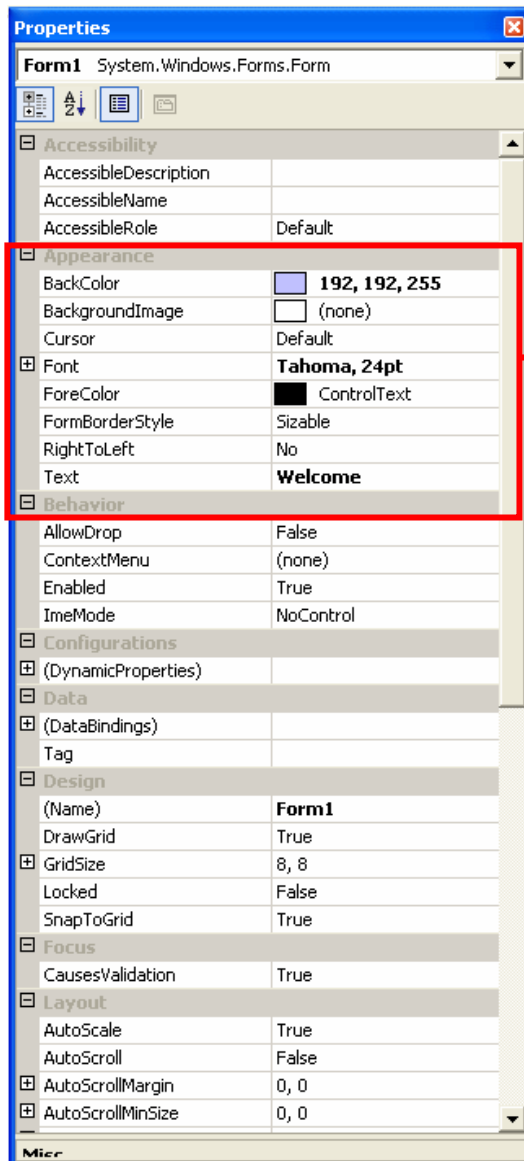 Properties
Form1 System.Windows.Forms.Form
Accessibility
AccessibleDescription
AccessibleName
AccessibleRole Default
Appearance
BackColor 192, 192, 255
BackgroundImage (none)
Cursor Default
Font Tahoma, 24pt
ForeColor ControlText
FormBorderStyle Sizable
RightToLeft No
Text Welcome
Behavior
AllowDrop False
ContextMenu (none)
Enabled True
ImeMode NoControl
Configurations
(DynamicProperties)
Data
(DataBindings)
Tag
Design
(Name) Form1
DrawGrid True
GridSize 8, 8
Locked False
SnapToGrid True
Focus
CausesValidation True
Layout
AutoScale True
AutoScroll False
AutoScrollMargin 0, 0
AutoScrollMinSize 0, 0
Misc